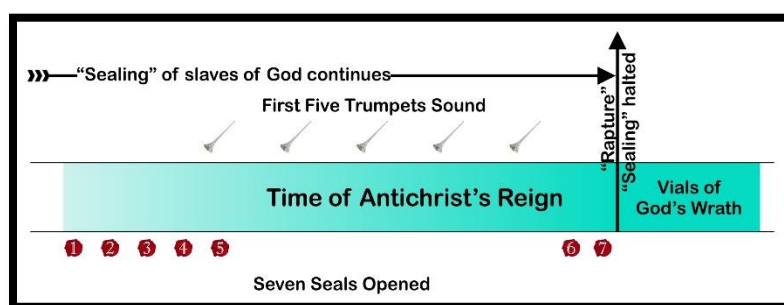 “Sealing” of slaves of God continues
First Five Trumpets Sound
“Rapture”
“Sealing” halted
Time of Antichrist’s Reign
Vials of
God’s Wrath
1 2 3 4 5 6 7
Seven Seals Opened